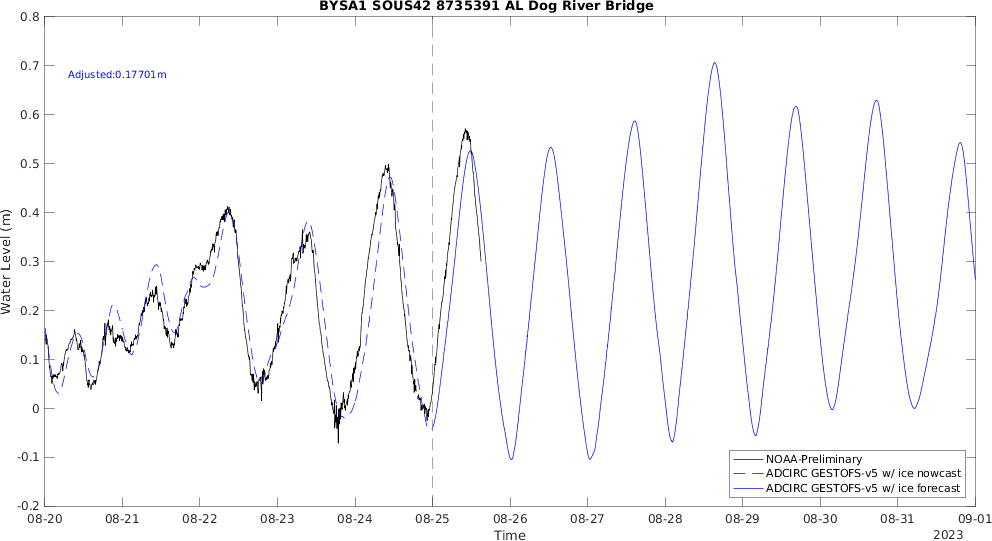 BYSA1 SOUS42 8735391 AL Dog River Bridge
Adjusted:0.17701m
Water Level (m)
0.8
0.7
0.6
0.5
0.4
0.3
0.2
0.1
0
-0.1
-0.2
NOAA-Preliminary
ADCIRC GESTOFS-v5 w/ ice nowcast
ADCIRC GESTOFS-v5 w/ ice forecast
08-20 08-21 08-22 08-23 08-24 08-25 08-26 08-27 08-28 08-29 08-30 08-31 09-01
Time
2023